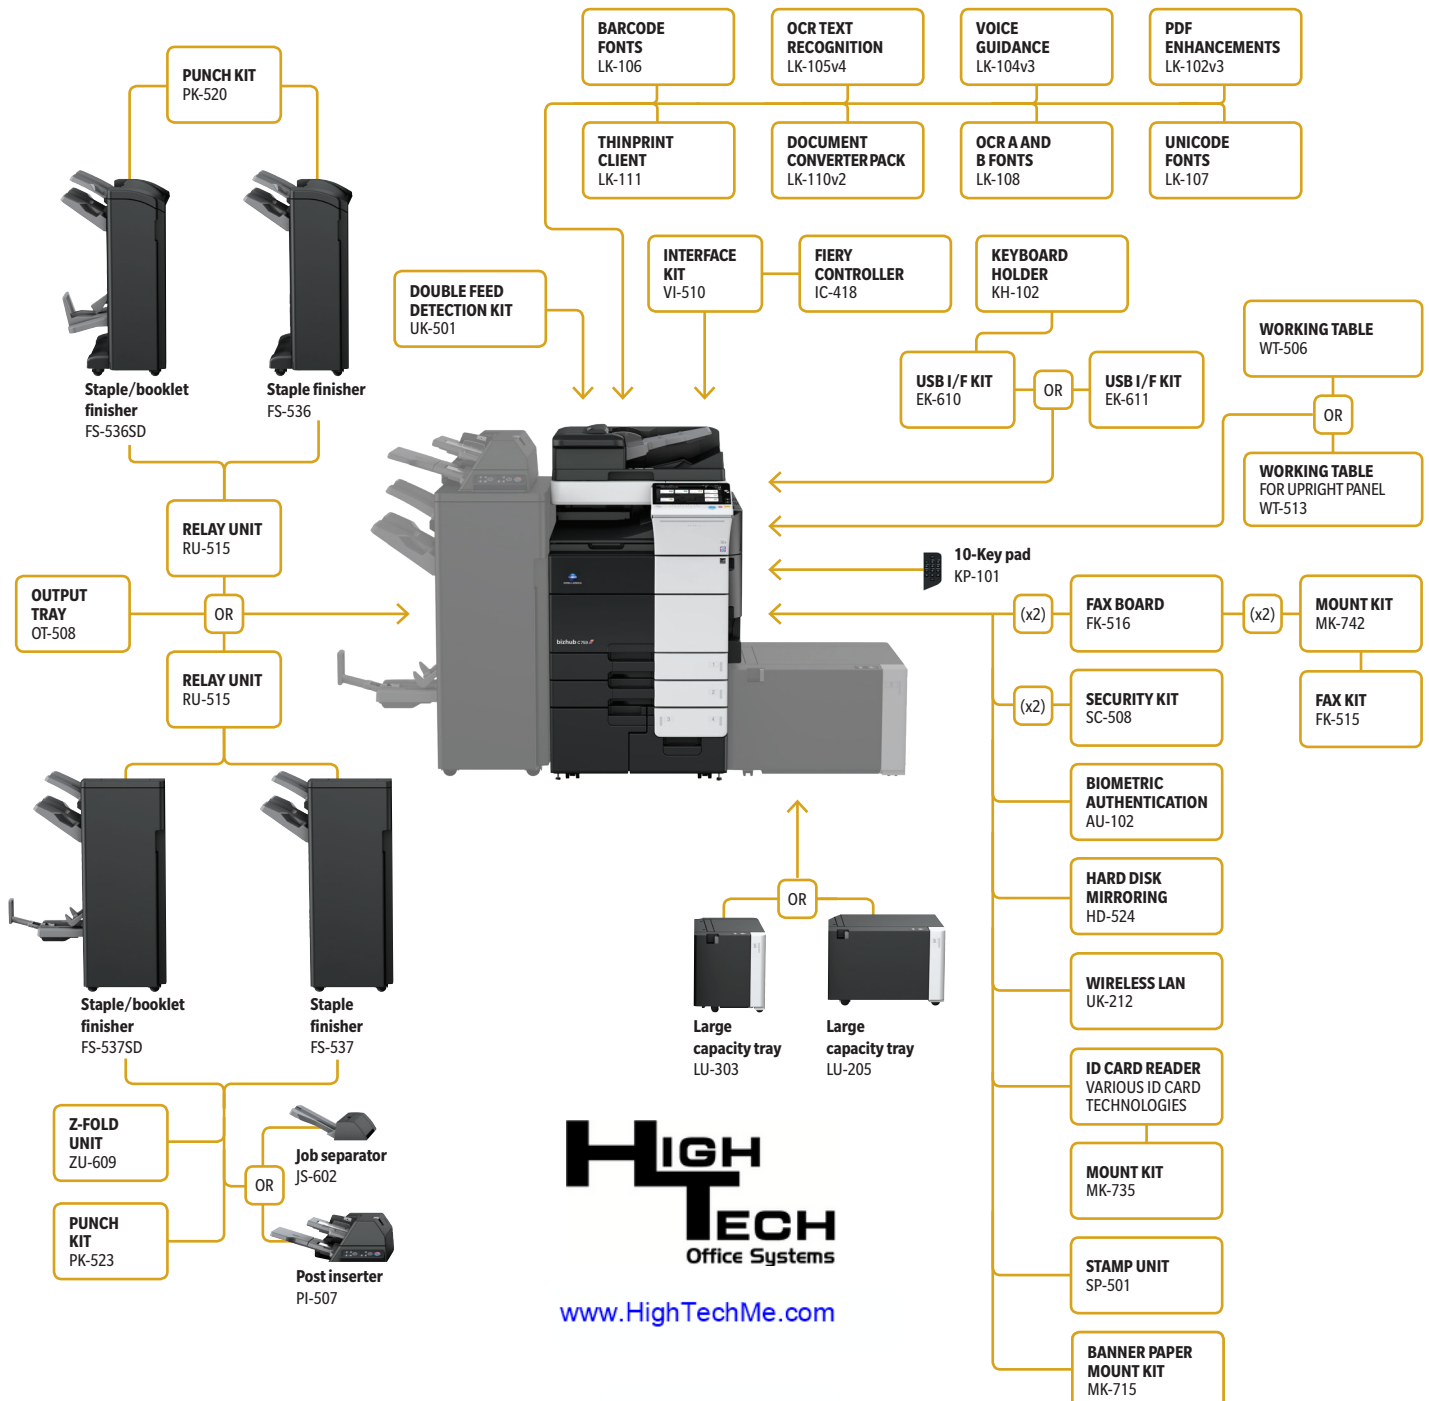 BARCODE
FONTS
LK-106
OCR TEXT
RECOGNITION
LK-105v4
VOICE
GUIDANCE
LK-104v3
PDF
ENHANCEMENTS
LK-102v3
PUNCH KIT
PK-520
THINPRINT
CLIENT
LK-111
DOCUMENT
CONVERTER PACK
LK-110v2
OCR A AND
B FONTS
LK-108
UNICODE
FONTS
LK-107
INTERFACE
KIT
VI-510
FIERY
CONTROLLER
IC-418
KEYBOARD
HOLDER
KH-102
DOUBLE FEED
DETECTION KIT
UK-501
WORKING TABLE
WT-506
USB I/F KIT
EK-610
OR
USB I/F KIT
EK-611
OR
Staple/booklet
finisher
FS-536SD
Staple finisher
FS-536
WORKING TABLE
FOR UPRIGHT PANEL
WT-513
RELAY UNIT
RU-515
10-Key pad
KP-101
OUTPUT
TRAY
OT-508
OR
(x2)
FAX BOARD
FK-516
(x2)
MOUNT KIT
MK-742
bizhub C759
RELAY UNIT
RU-515
(x2)
SECURITY KIT
SC-508
FAX KIT
FK-515
BIOMETRIC
AUTHENTICATION
AU-102
OR
HARD DISK
MIRRORING
HD-524
Staple/booklet
finisher
FS-537SD
Staple
finisher
FS-537
WIRELESS LAN
UK-212
Large
capacity tray
LU-303
Large
capacity tray
LU-205
ID CARD READER
VARIOUS ID CARD
TECHNOLOGIES
Z-FOLD
UNIT
ZU-609
Job separator
JS-602
OR
MOUNT KIT
MK-735
PUNCH
KIT
PK-523
Post inserter
PI-507
HIGH
TECH
Office Systems
www.HighTechMe.com
STAMP UNIT
SP-501
BANNER PAPER
MOUNT KIT
MK-715